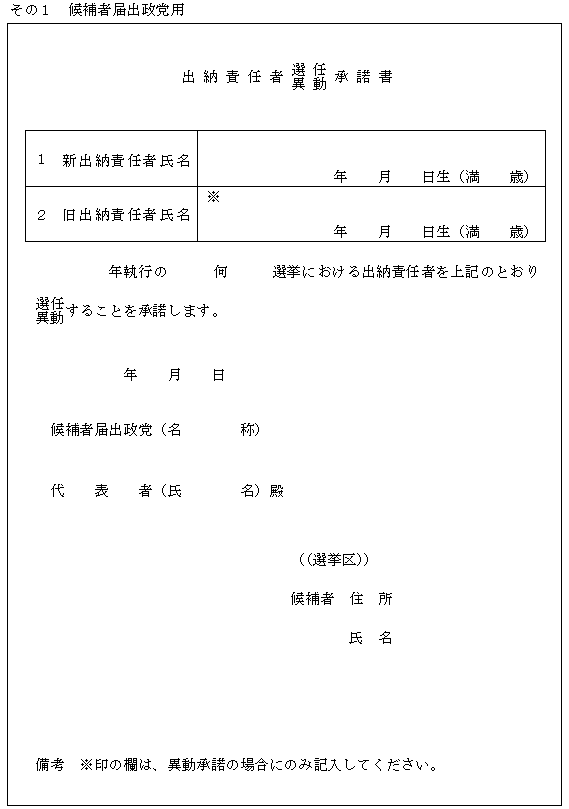 その１　候補者届出政党用
出納責任者選任異動承諾書
１　新出納責任者氏名
年　月　日生（満　歳）
２　旧出納責任者氏名
※
年　月　日生（満　歳）
年執行の　何　選挙における出納責任者を上記のとおり
選任異動することを承諾します。
年　月　日
候補者届出政党（名　称）
代　表　者（氏　名）殿
（（選挙区））
候補者　住　所
氏　名
備考　※印の欄は、異動承諾の場合にのみ記入してください。